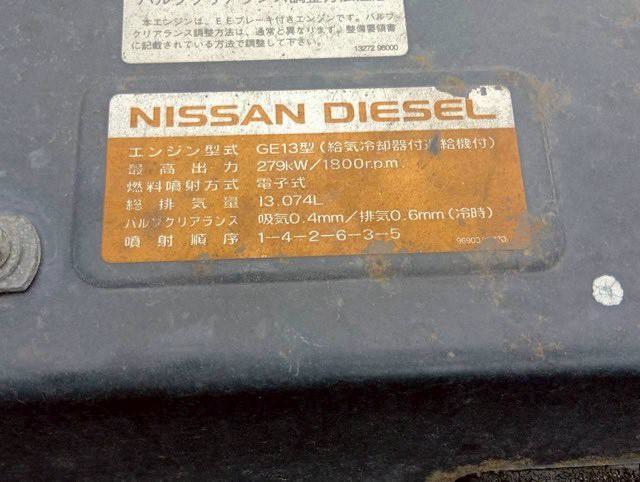 本エンジンは、EEブレーキ付きエンジンです。バルブ
クリアランス調整方法は、通常と異なります。整備要領書
に記載されている方法で調整して下さい。
13272 98000
NISSAN DIESEL
エンジン型式 GE13型(給気冷却器付過給機付)
最高出力 279kW/1800r.p.m
燃料噴射方式 電子式
総排気量 13.074L
バルブクリアランス 吸気0.4mm/排気0.6mm(冷時)
噴射順序 1-4-2-6-3-5